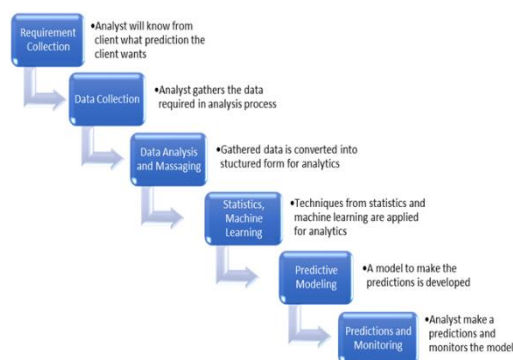 Requirement
Collection
•Analyst will know from
client what prediction the
client wants
Data Collection
•Analyst gathers the data
required in analysis process
Data Analysis
and Massaging
•Gathered data is converted into
stuctured form for analytics
Statistics,
Machine
Learning
•Techniques from statistics and
machine learning are applied
for analytics
Predictive
Modeling
•A model to make the
predictions is developed
Predictions and
Monitoring
•Analyst make a
predictions and
monitors the model